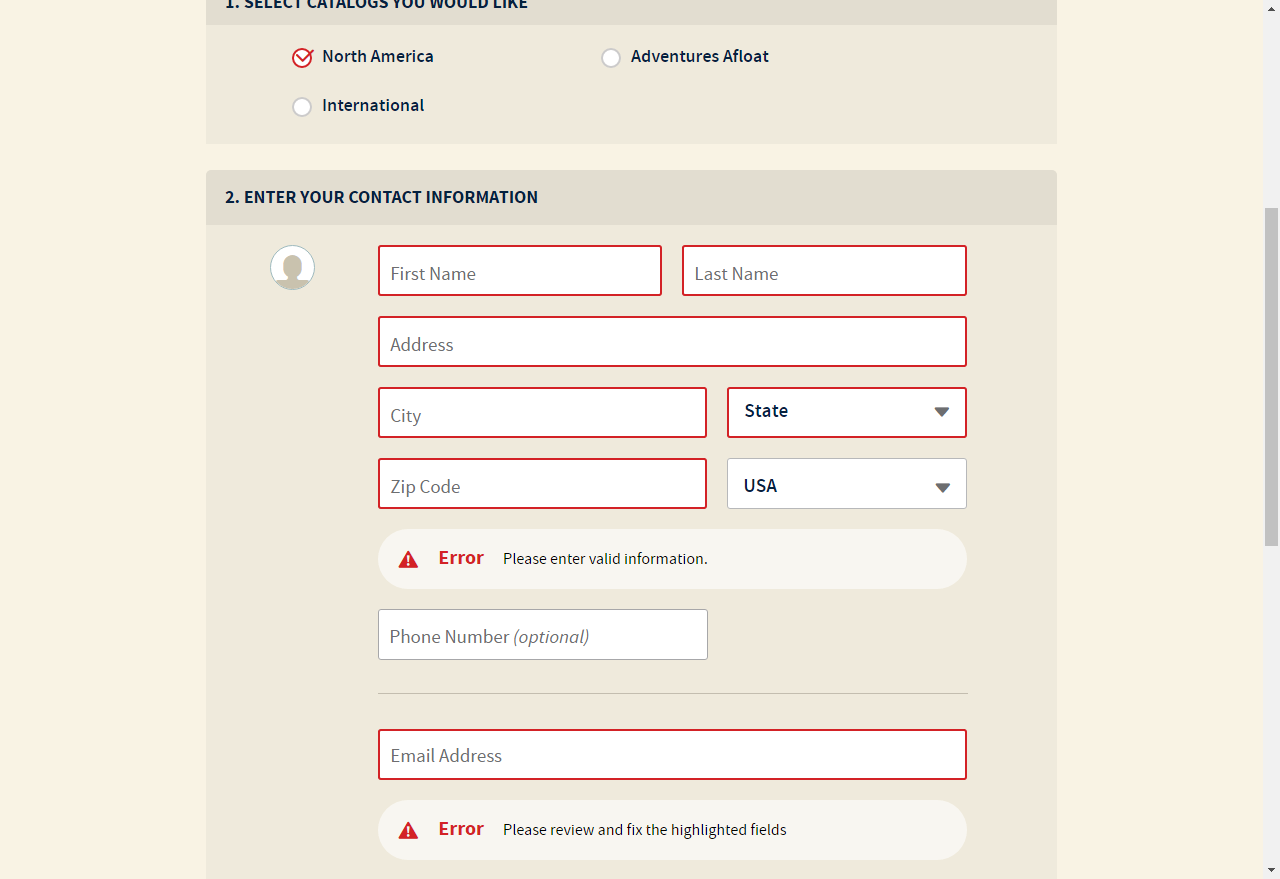 1. SELECT CATALOGS YOU WOULD LIKE
North America
Adventures Afloat
International
2. ENTER YOUR CONTACT INFORMATION
First Name
Last Name
Address
City
State
Zip Code
USA
Error Please enter valid information.
Phone Number (optional)
Email Address
Error Please review and fix the highlighted fields